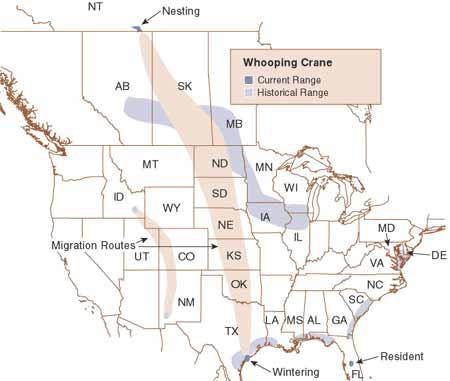 NT
Nesting
Whooping Crane
Current Range
Historical Range
AB
SK
MB
MT
ND
MN
WI
ID
WY
SD
IA
IL
MD
DE
NE
Migration Routes
UT
CO
KS
VA
NC
OK
NM
SC
TX
LA
MS
AL
GA
Resident
Wintering
FL